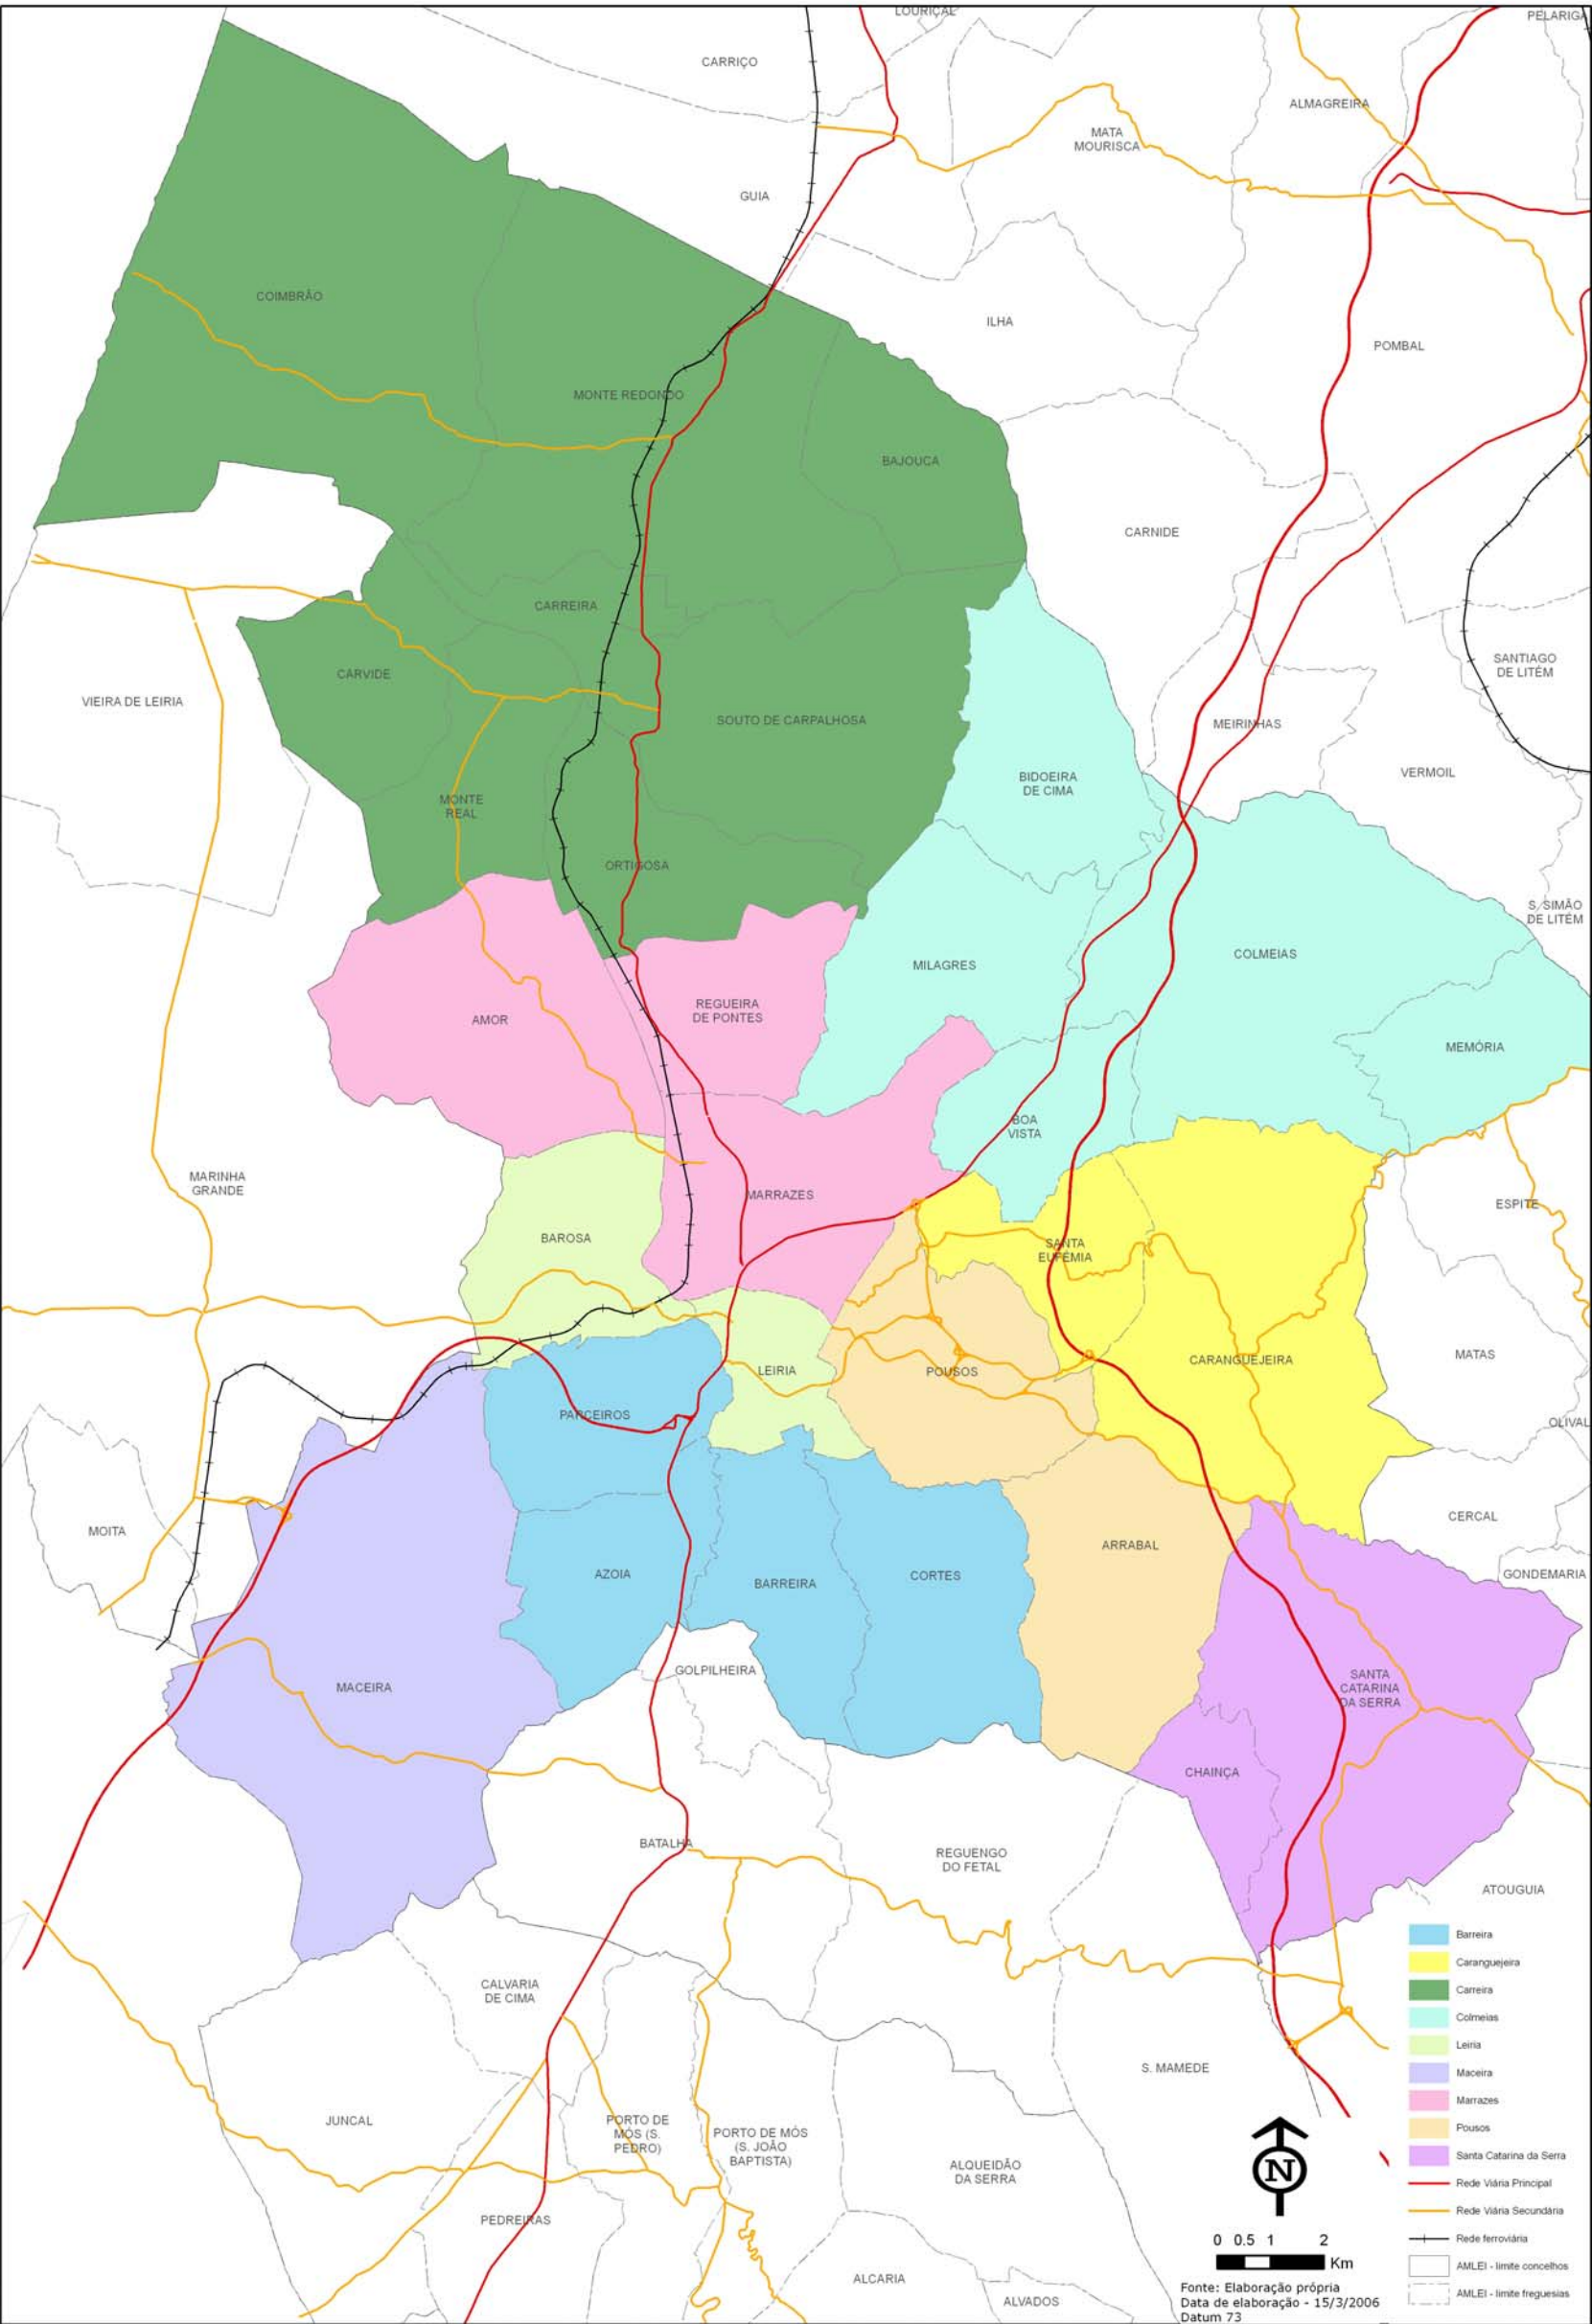 LOURIÇAL
PELARIGA
CARRIÇO
ALMAGREIRA
MATA
MOURISCA
GUIA
COIMBRÃO
ILHA
POMBAL
MONTE REDONDO
BAJOUCA
CARNIDE
CARREIRA
SANTIAGO
DE LITÉM
CARVIDE
VIEIRA DE LEIRIA
SOUTO DE CARPALHOSA
MEIRINHAS
VERMOIL
BIDOEIRA
DE CIMA
MONTE
REAL
ORTIGOSA
S. SIMÃO
DE LITÉM
COLMEIAS
MILAGRES
REGUEIRA
DE PONTES
AMOR
MEMÓRIA
BOA
VISTA
MARINHA
GRANDE
MARRAZES
ESPITE
BAROSA
SANTA
EUFÉMIA
MATAS
CARANGUEJEIRA
LEIRIA
POUSOS
PARCEIROS
OLIVAL
CERCAL
MOITA
ARRABAL
AZOIA
CORTES
BARREIRA
GONDEMARIA
GOLPILHEIRA
SANTA
CATARINA
DA SERRA
MACEIRA
CHAINÇA
BATALHA
REGUENGO
DO FETAL
ATOUGUIA
CALVARIA
DE CIMA
S. MAMEDE
JUNCAL
PORTO DE
MÓS (S.
PEDRO)
PORTO DE MÓS
(S. JOÃO
BAPTISTA)
ALQUEIDÃO
DA SERRA
PEDREIRAS
ALCARIA
ALVADOS
Barreira
Caranguejeira
Carreira
Colmeias
Leiria
Maceira
Marrazes
Pousos
Santa Catarina da Serra
Rede Viária Principal
Rede Viária Secundária
Rede ferroviária
AMLEI - limite concelhos
AMLEI - limite freguesias
N
0 0.5 1 2
Km
Fonte: Elaboração própria
Data de elaboração - 15/3/2006
Datum 73